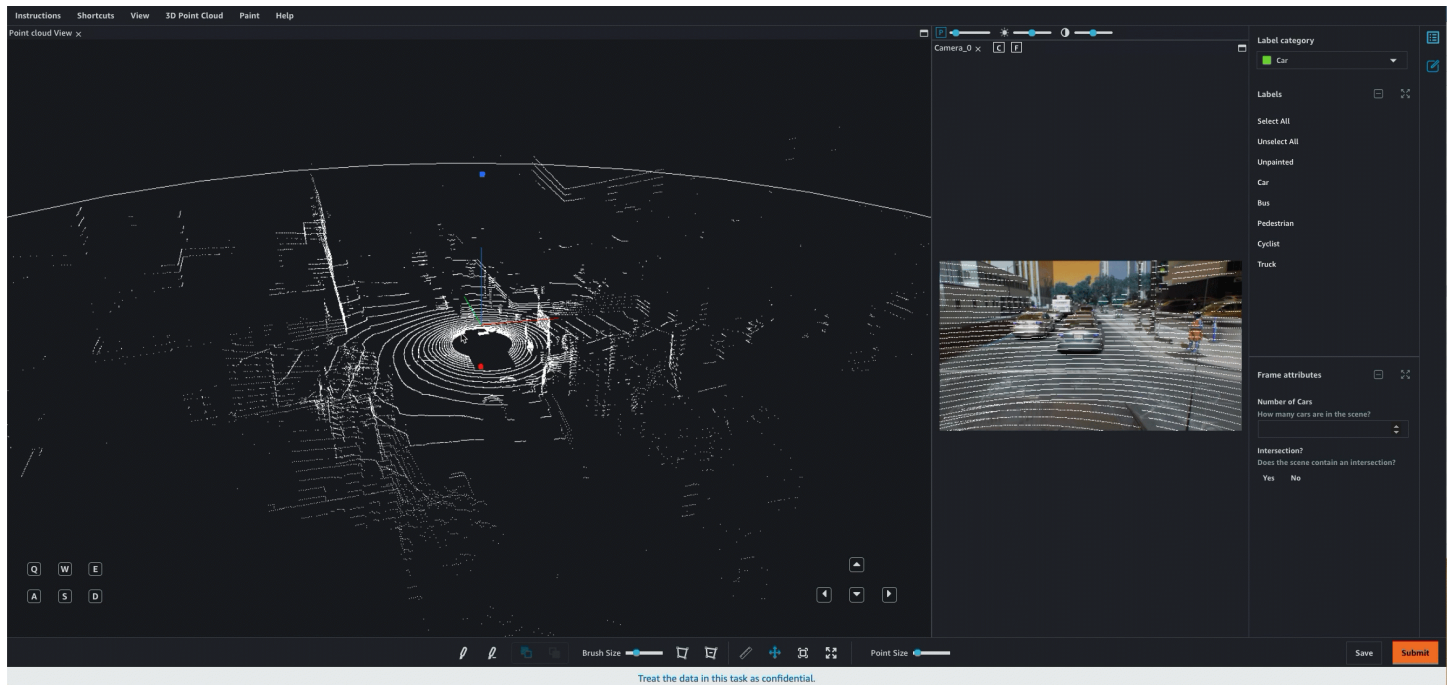 Instructions Shortcuts View 3D Point Cloud Paint Help
Point cloud View x
P
Camera_0 x C F
Label category
Car
Labels
Select All
Unselect All
Unpainted
Car
Bus
Pedestrian
Cyclist
Truck
Frame attributes
Number of Cars
How many cars are in the scene?
Intersection?
Does the scene contain an intersection?
Yes No
Q W E
A S D
Brush Size Point Size Save Submit
Treat the data in this task as confidential.